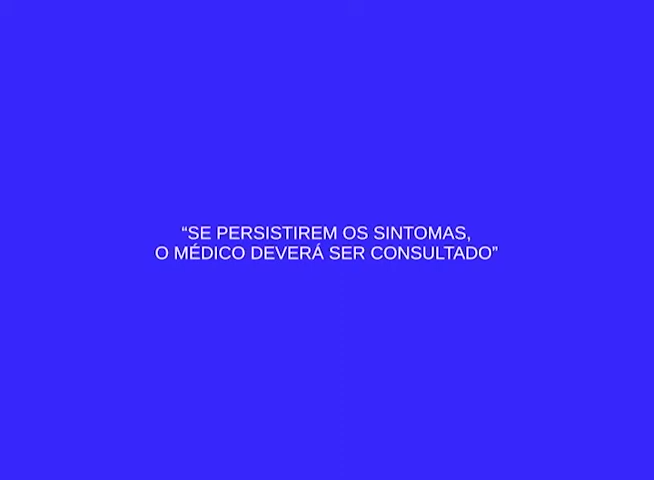 “SE PERSISTIREM OS SINTOMAS,
O MÉDICO DEVERÁ SER CONSULTADO”